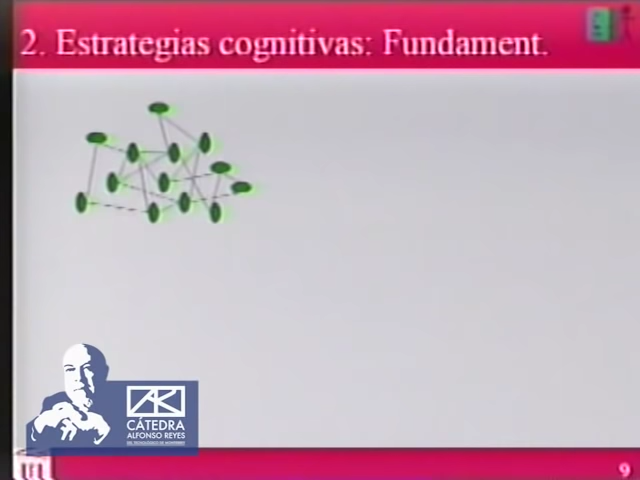 2. Estrategias cognitivas: Fundament.
CÁTEDRA
ALFONSO REYES
9